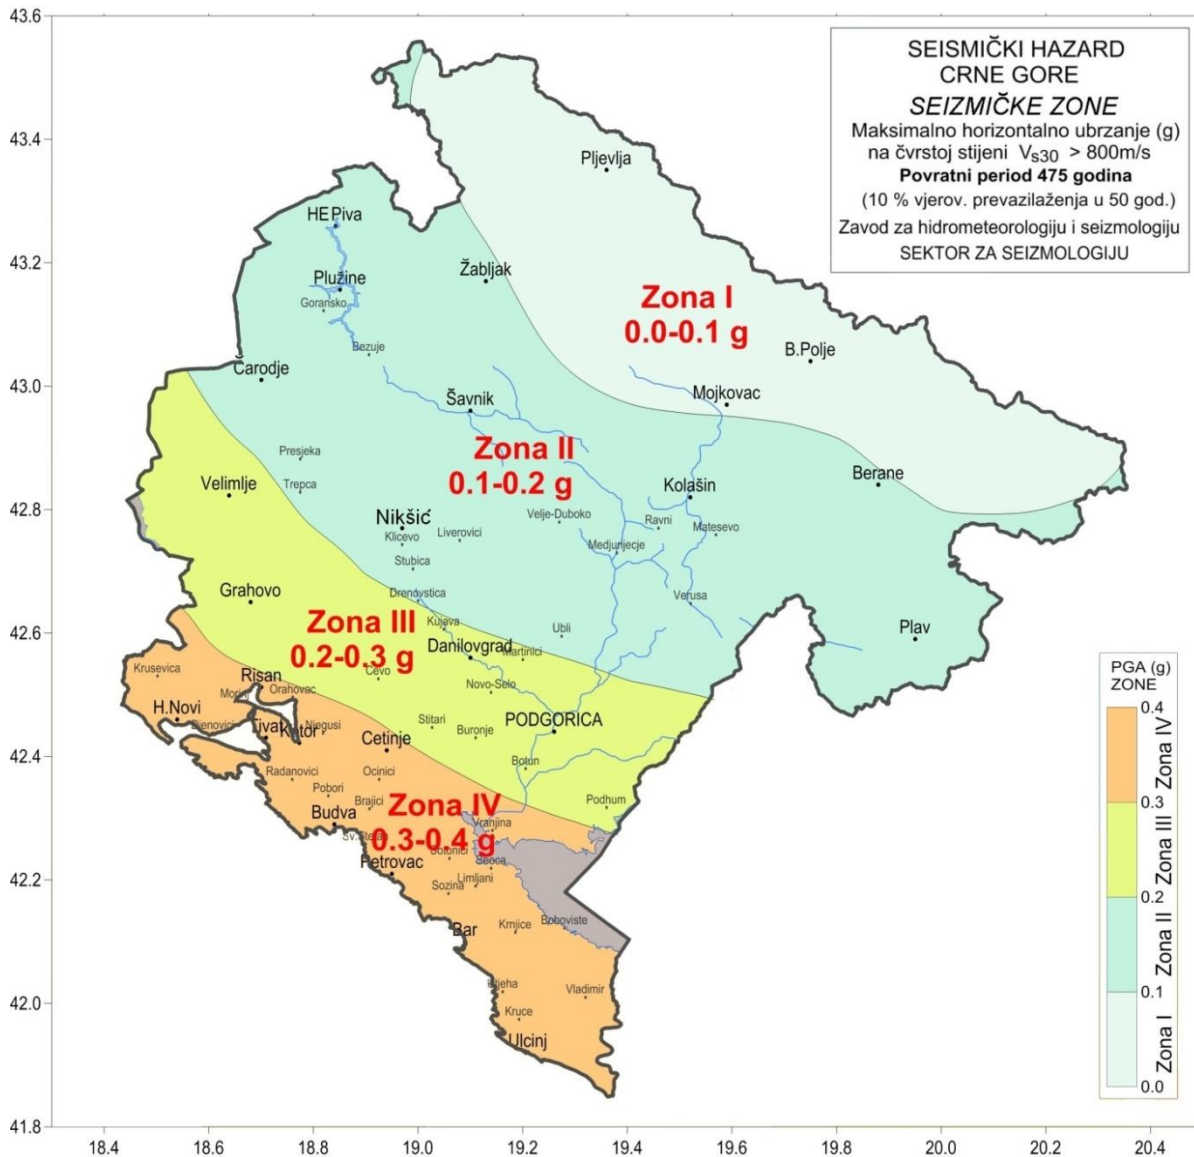 SEISMIČKI HAZARD
CRNE GORE
SEIZMIČKE ZONE
Maksimalno horizontalno ubrzanje (g)
na čvrstoj stijeni Vs30 > 800m/s
Povratni period 475 godina
(10 % vjerov. prevazilaženja u 50 god.)
Zavod za hidrometeorologiju i seizmologiju
SEKTOR ZA SEIZMOLOGIJU
43.6
43.4
43.2
43.0
42.8
42.6
42.4
42.2
42.0
41.8
Pljevlja
HE Piva
Žabljak
Plužine
Goransko
Zona I
0.0-0.1 g
Bezuje
B.Polje
Čarodje
Mojkovac
Šavnik
Zona II
0.1-0.2 g
Presjeka
Trepca
Velimlje
Berane
Kolašin
Nikšić
Velje-Duboko
Ravni
Matesevo
Klicevo
Liverovici
Medjurjecje
Stubica
Drenovstica
Verusa
Grahovo
Zona III
0.2-0.3 g
Kujava
Ubli
Plav
Danilovgrad
Martinici
Krusevica
Risan
Cevo
Orahovac
Novo-Selo
H.Novi
Bjenovici
Tivat
Kotor
Njegusi
Stitari
Buronje
PODGORICA
Cetinje
Botun
Radanovici
Ocinici
Pobori
Brajici
Podhum
Zona IV
0.3-0.4 g
Budva
Vranjina
Petrovac
Limljani
Sozina
Bar
Krnjice
Boboviste
Vladimir
Kruce
Ulcinj
PGA (g)
ZONE
0.4
Zona IV
0.3
Zona III
0.2
Zona II
0.1
Zona I
0.0
18.4 18.6 18.8 19.0 19.2 19.4 19.6 19.8 20.0 20.2 20.4